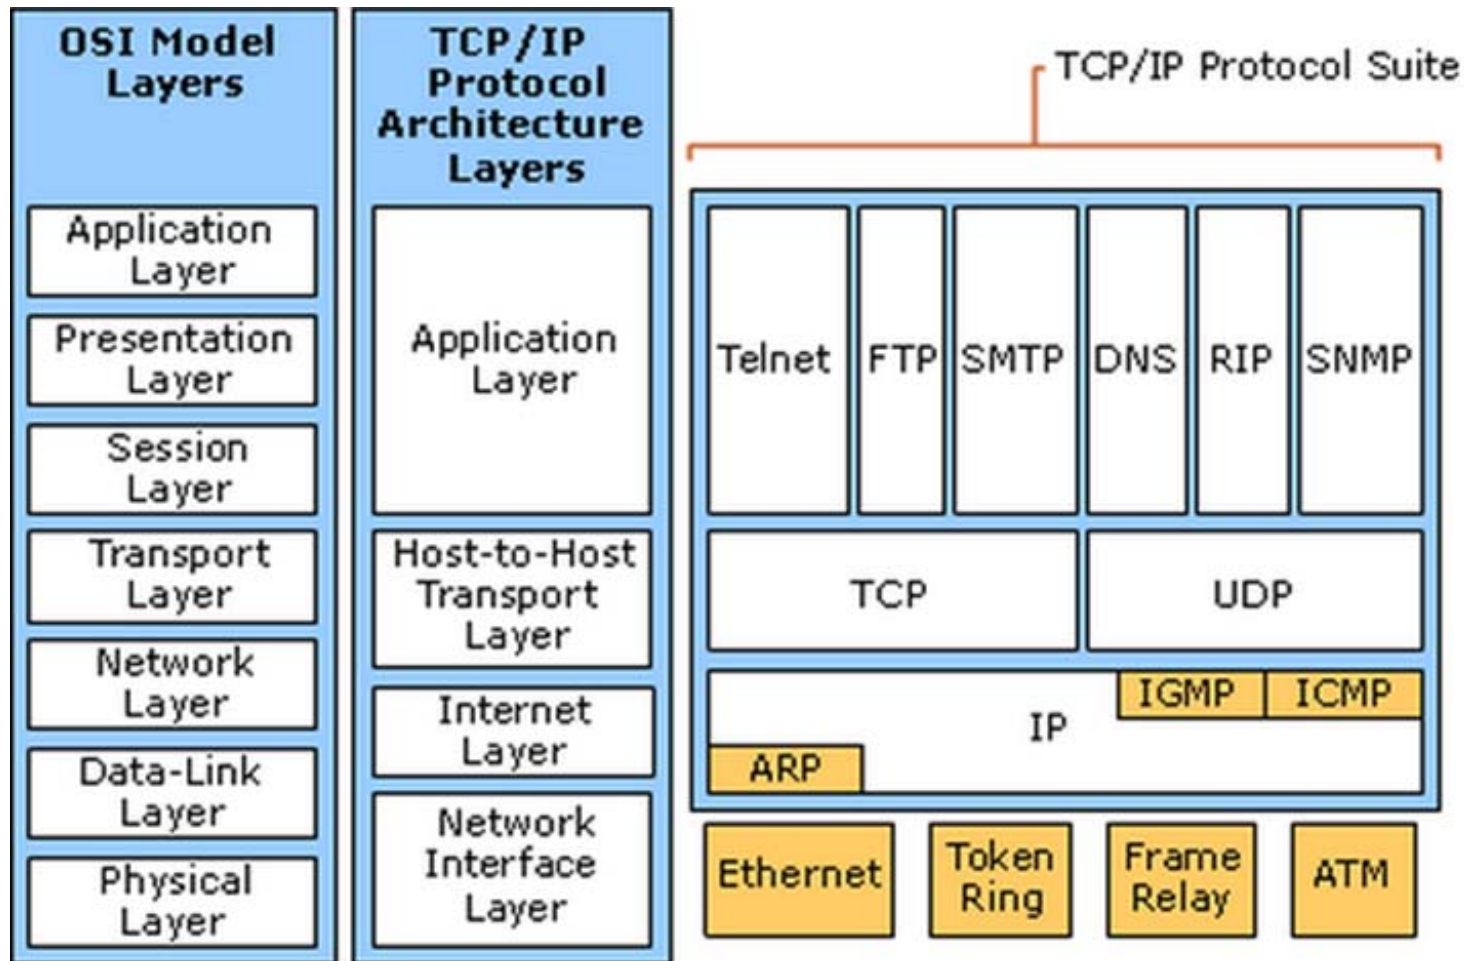 OSI Model
Layers
Application
Layer
Presentation
Layer
Session
Layer
Transport
Layer
Network
Layer
Data-Link
Layer
Physical
Layer
TCP/IP
Protocol
Architecture
Layers
Application
Layer
Host-to-Host
Transport
Layer
Internet
Layer
Network
Interface
Layer
TCP/IP Protocol Suite
Telnet
FTP
SMTP
DNS
RIP
SNMP
TCP
UDP
IGMP
ICMP
IP
ARP
Ethernet
Token
Ring
Frame
Relay
ATM